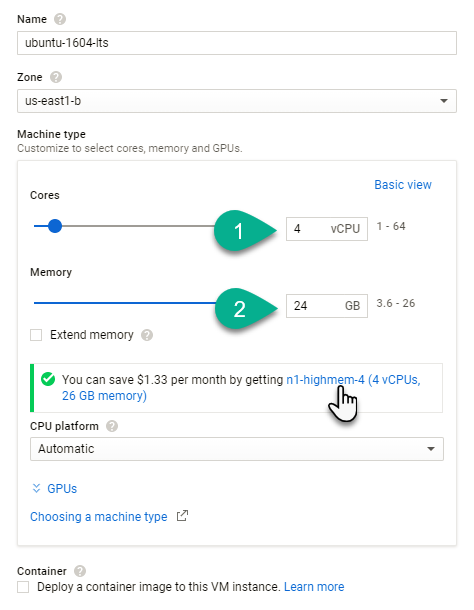 Name
ubuntu-1604-lts
Zone
us-east1-b
Machine type
Customize to select cores, memory and GPUs.
Basic view
Cores
1
4 vCPU 1 - 64
Memory
2
24 GB 3.6 - 26
Extend memory
You can save $1.33 per month by getting n1-highmem-4 (4 vCPUs,
26 GB memory)
CPU platform
Automatic
GPUs
Choosing a machine type
Container
Deploy a container image to this VM instance. Learn more